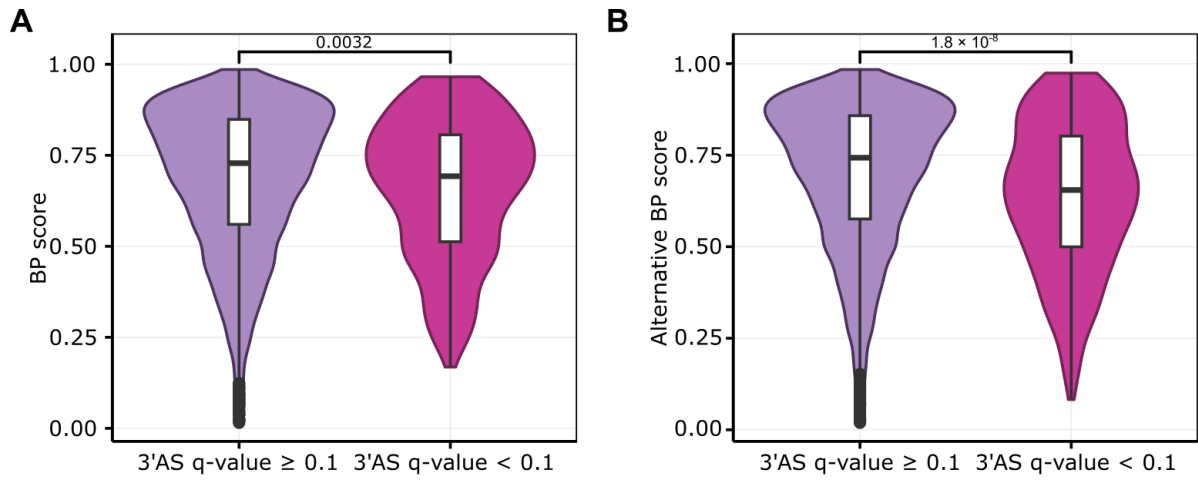 A
0.0032
1.00
0.75
0.50
0.25
0.00
BP score
3'AS q-value ≥ 0.1 3'AS q-value < 0.1
B
1.8 × 10⁻⁸
1.00
0.75
0.50
0.25
0.00
Alternative BP score
3'AS q-value ≥ 0.1 3'AS q-value < 0.1